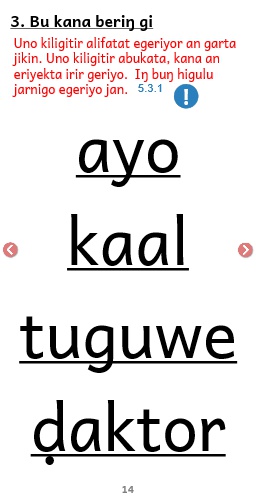 3. Bu kana beriŋ gi
Uno kiligitir alifatat egeriyor an garta
jikin. Uno kiligitir abukata, kana an
eriyekta irir geriyo. Iŋ buŋ higulu
jarnigo egeriyo jan. 5.3.1 !
ayo
kaal
tuguwe
ḍaktor
14